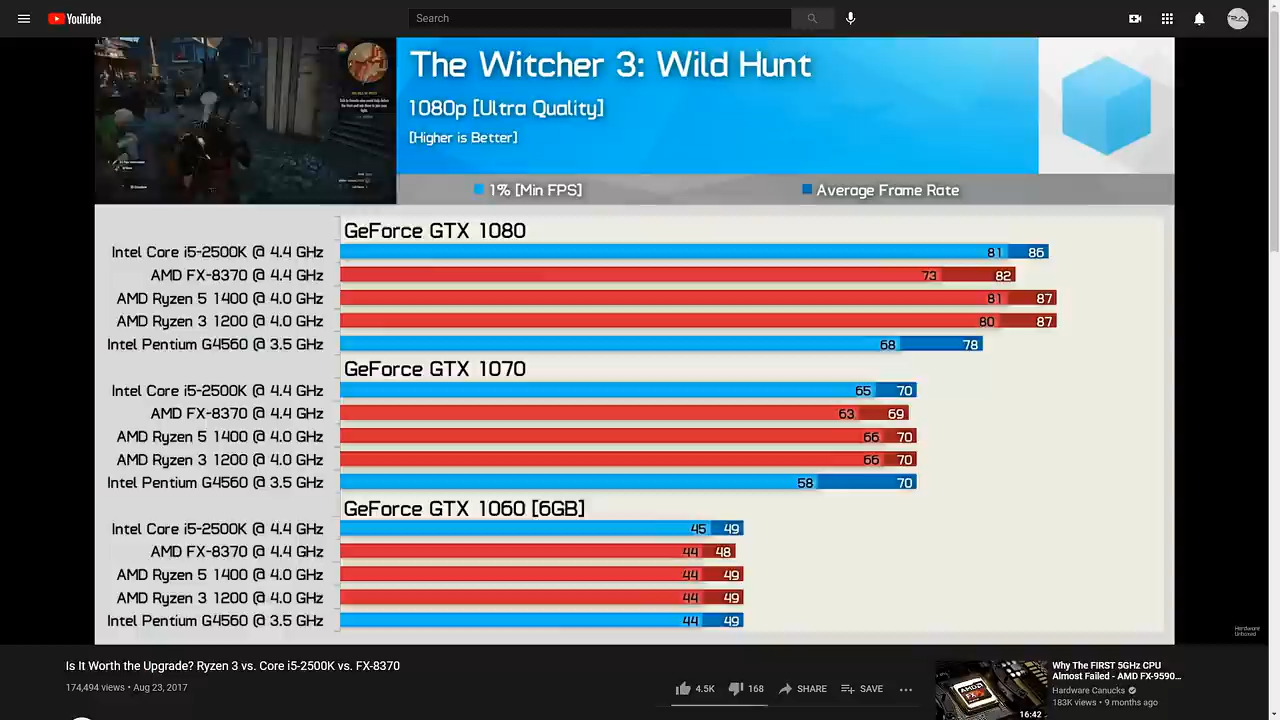 YouTube
Search
The Witcher 3: Wild Hunt
1080p [Ultra Quality]
[Higher is Better]
1% [Min FPS]
Average Frame Rate
GeForce GTX 1080
Intel Core i5-2500K @ 4.4 GHz 81 86
AMD FX-8370 @ 4.4 GHz 73 82
AMD Ryzen 5 1400 @ 4.0 GHz 81 87
AMD Ryzen 3 1200 @ 4.0 GHz 80 87
Intel Pentium G4560 @ 3.5 GHz 68 78
GeForce GTX 1070
Intel Core i5-2500K @ 4.4 GHz 65 70
AMD FX-8370 @ 4.4 GHz 63 69
AMD Ryzen 5 1400 @ 4.0 GHz 66 70
AMD Ryzen 3 1200 @ 4.0 GHz 66 70
Intel Pentium G4560 @ 3.5 GHz 58 70
GeForce GTX 1060 [6GB]
Intel Core i5-2500K @ 4.4 GHz 45 49
AMD FX-8370 @ 4.4 GHz 44 48
AMD Ryzen 5 1400 @ 4.0 GHz 44 49
AMD Ryzen 3 1200 @ 4.0 GHz 44 49
Intel Pentium G4560 @ 3.5 GHz 44 49
Hardware
Unboxed
Is It Worth the Upgrade? Ryzen 3 vs. Core i5-2500K vs. FX-8370
174,494 views • Aug 23, 2017
4.5K 168 SHARE SAVE
AMD
FX
16:42
Why The FIRST 5GHz CPU
Almost Failed - AMD FX-9590...
Hardware Canucks
183K views • 9 months ago